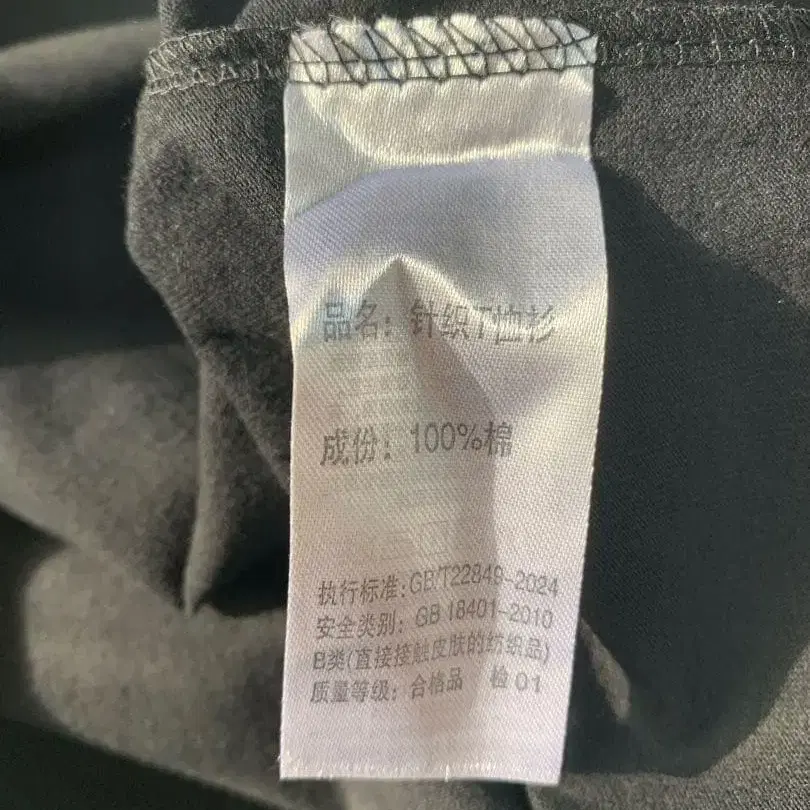 品名：针织T恤衫
成份：100%棉
执行标准：GB/T22849-2024
安全类别：GB 18401-2010
B类(直接接触皮肤的纺织品)
质量等级：合格品 检01